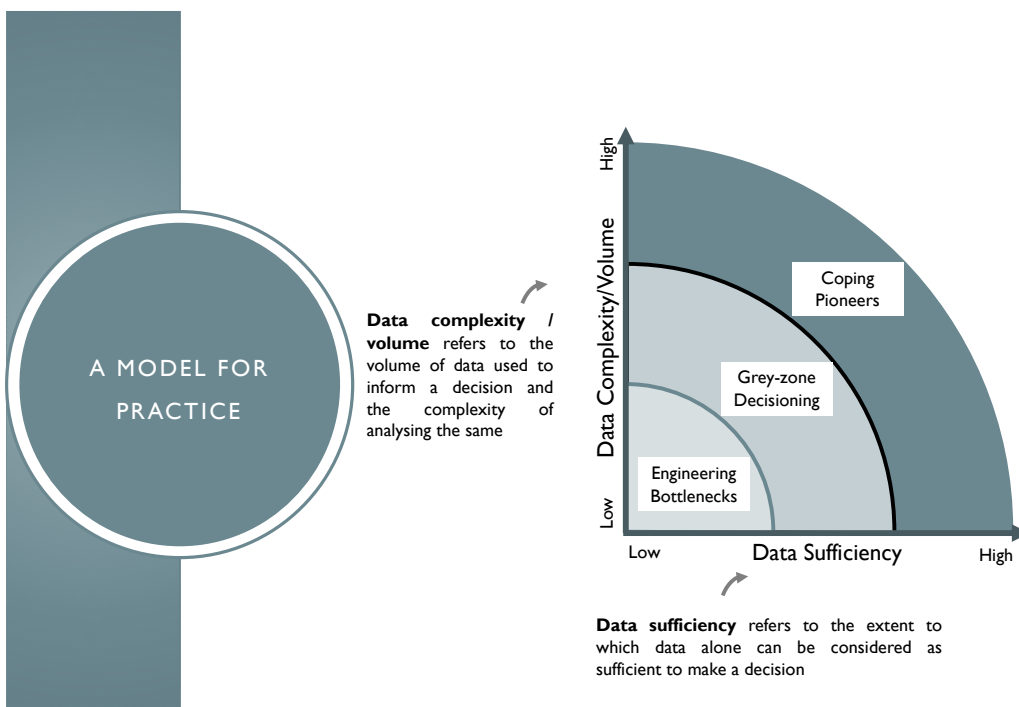 A MODEL FOR
PRACTICE
Data complexity /
volume refers to the
volume of data used to
inform a decision and
the complexity of
analysing the same
High
Data Complexity/Volume
Low
Coping
Pioneers
Grey-zone
Decisioning
Engineering
Bottlenecks
Low
Data Sufficiency
High
Data sufficiency refers to the extent to
which data alone can be considered as
sufficient to make a decision